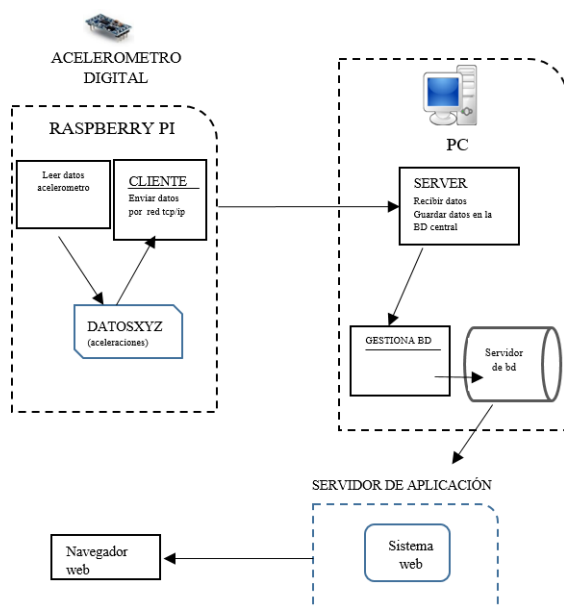 ACELEROMETRO
DIGITAL
RASPBERRY PI
Leer datos
acelerometro
CLIENTE
Enviar datos
por red tcp/ip
DATOSXYZ
(aceleraciones)
PC
SERVER
Recibir datos
Guardar datos en la
BD central
GESTIONA BD
Servidor
de bd
SERVIDOR DE APLICACIÓN
Sistema
web
Navegador
web